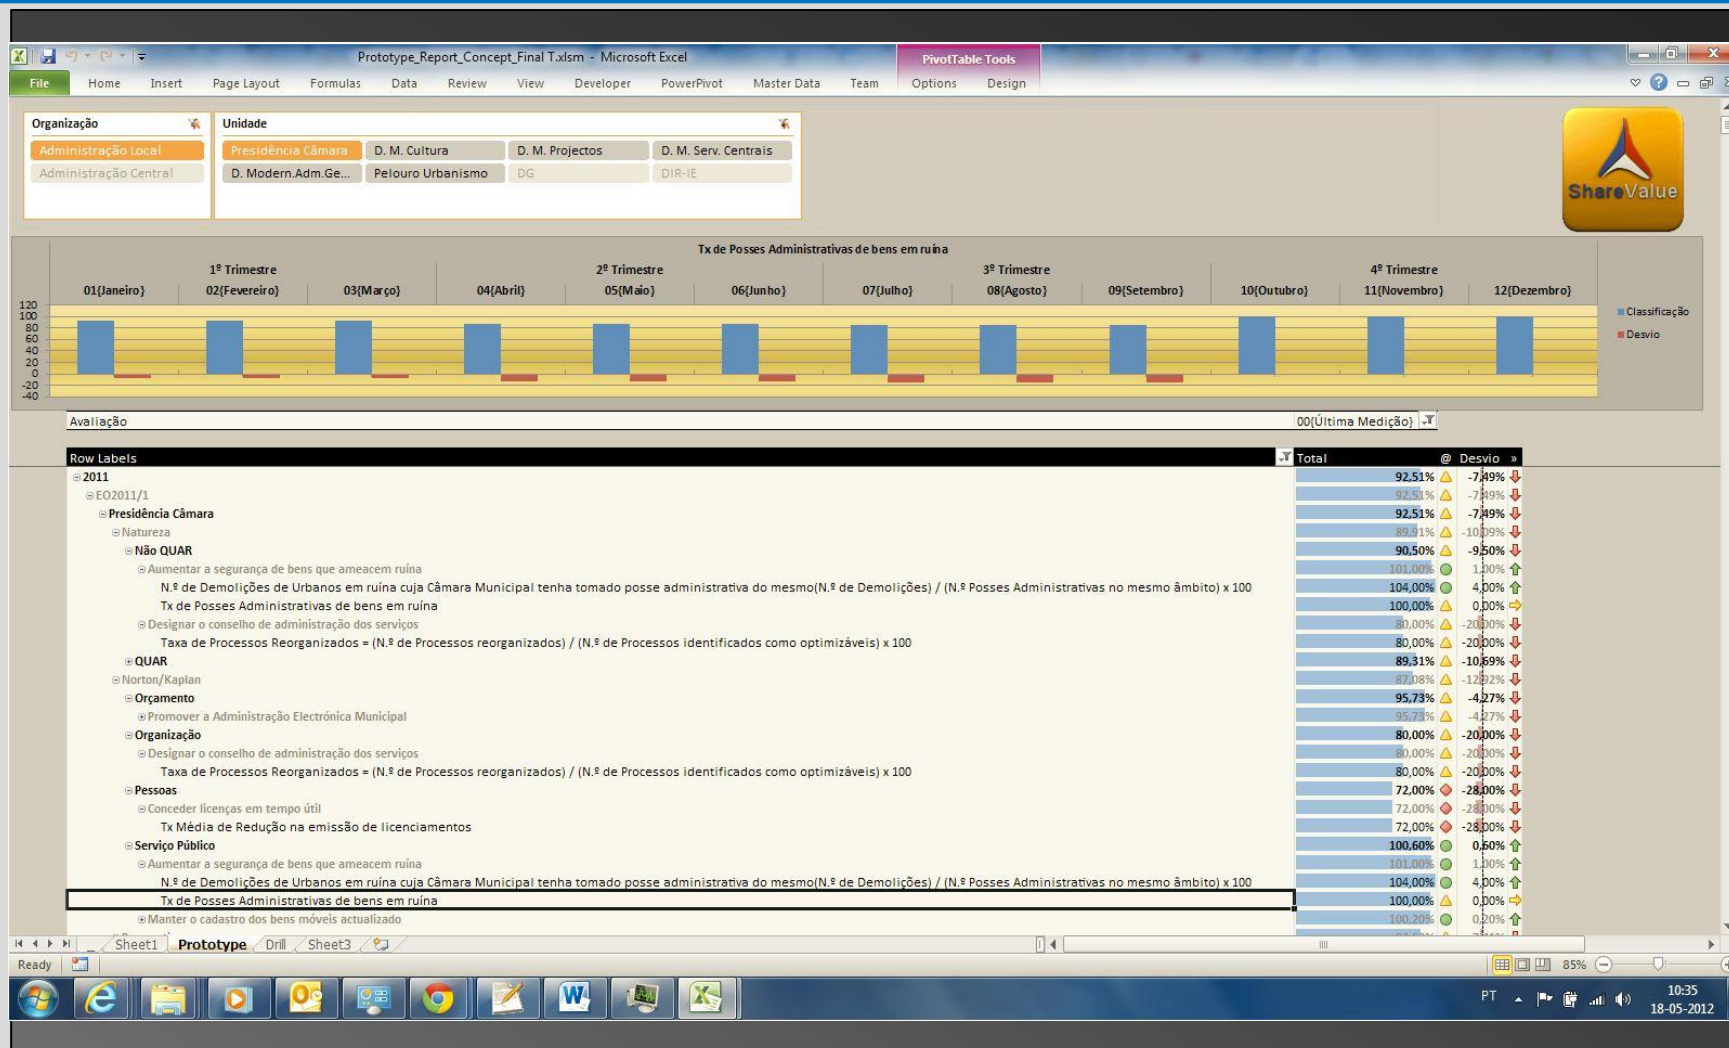 Prototype_Report_Concept_Final T.xlsm - Microsoft Excel
PivotTable Tools
File Home Insert Page Layout Formulas Data Review View Developer PowerPivot Master Data Team Options Design
Organização
Administração Local
Administração Central
Unidade
Presidência Câmara D. M. Cultura D. M. Projectos D. M. Serv. Centrais
D. Modern.Adm.Ge... Pelouro Urbanismo DG DIR-IE
ShareValue
Tx de Posses Administrativas de bens em ruína
1º Trimestre 2º Trimestre 3º Trimestre 4º Trimestre
01{Janeiro} 02{Fevereiro} 03{Março} 04{Abril} 05{Maio} 06{Junho} 07{Julho} 08{Agosto} 09{Setembro} 10{Outubro} 11{Novembro} 12{Dezembro}
120
100
80
60
40
20
0
-20
-40
Classificação
Desvio
Avaliação 00{Última Medição}
Row Labels Total @ Desvio »
2011 92,51% -7,49%
EO2011/1 92,51% -7,49%
Presidência Câmara 92,51% -7,49%
Natureza 89,91% -10,09%
Não QUAR 90,50% -9,50%
Aumentar a segurança de bens que ameacem ruína 101,00% 1,00%
N.º de Demolições de Urbanos em ruína cuja Câmara Municipal tenha tomado posse administrativa do mesmo(N.º de Demolições) / (N.º Posses Administrativas no mesmo âmbito) x 100 104,00% 4,00%
Tx de Posses Administrativas de bens em ruína 100,00% 0,00%
Designar o conselho de administração dos serviços 80,00% -20,00%
Taxa de Processos Reorganizados = (N.º de Processos reorganizados) / (N.º de Processos identificados como optimizáveis) x 100 80,00% -20,00%
QUAR 89,31% -10,69%
Norton/Kaplan 87,08% -12,92%
Orçamento 95,73% -4,27%
Promover a Administração Electrónica Municipal 95,73% -4,27%
Organização 80,00% -20,00%
Designar o conselho de administração dos serviços 80,00% -20,00%
Taxa de Processos Reorganizados = (N.º de Processos reorganizados) / (N.º de Processos identificados como optimizáveis) x 100 80,00% -20,00%
Pessoas 72,00% -28,00%
Conceder licenças em tempo útil 72,00% -28,00%
Tx Média de Redução na emissão de licenciamentos 72,00% -28,00%
Serviço Público 100,60% 0,60%
Aumentar a segurança de bens que ameacem ruína 101,00% 1,00%
N.º de Demolições de Urbanos em ruína cuja Câmara Municipal tenha tomado posse administrativa do mesmo(N.º de Demolições) / (N.º Posses Administrativas no mesmo âmbito) x 100 104,00% 4,00%
Tx de Posses Administrativas de bens em ruína 100,00% 0,00%
Manter o cadastro dos bens móveis actualizado 100,20% 0,20%
_ Sheet1 Prototype Drill Sheet3
Ready 85%
PT 10:35
18-05-2012